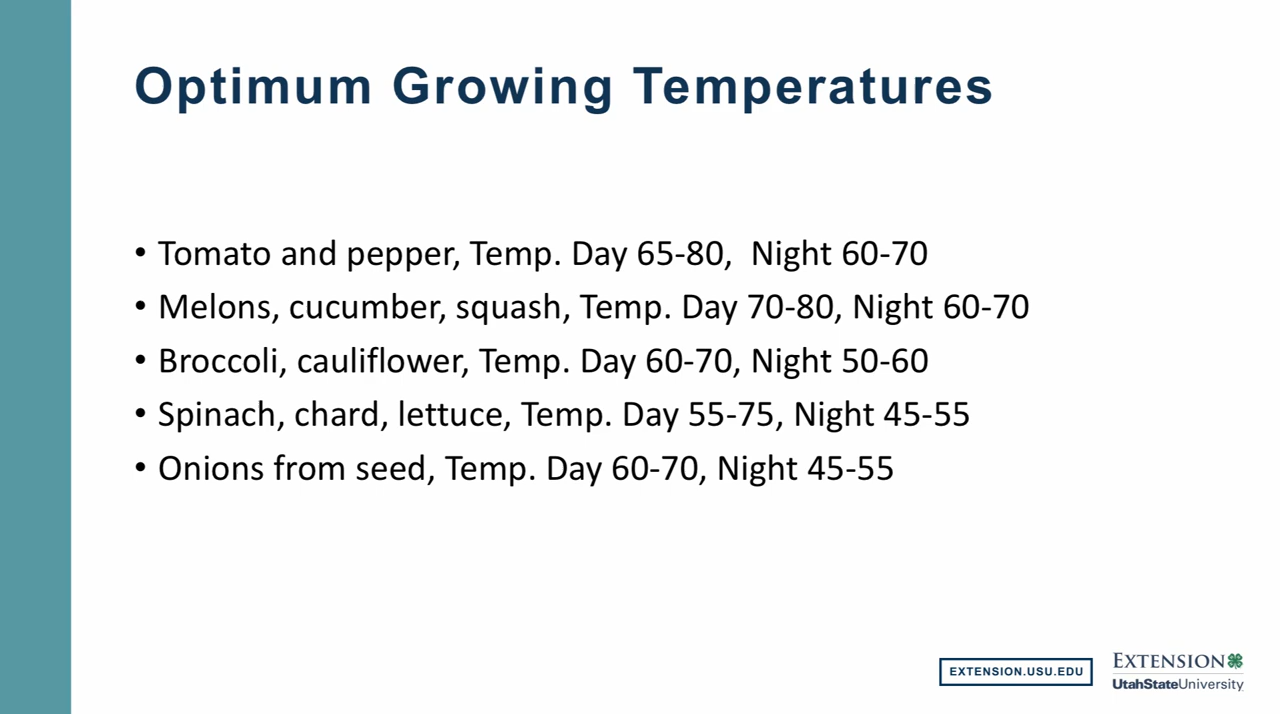 Optimum Growing Temperatures
• Tomato and pepper, Temp. Day 65-80,  Night 60-70
• Melons, cucumber, squash, Temp. Day 70-80, Night 60-70
• Broccoli, cauliflower, Temp. Day 60-70, Night 50-60
• Spinach, chard, lettuce, Temp. Day 55-75, Night 45-55
• Onions from seed, Temp. Day 60-70, Night 45-55
EXTENSION.USU.EDU
EXTENSION
UtahStateUniversity